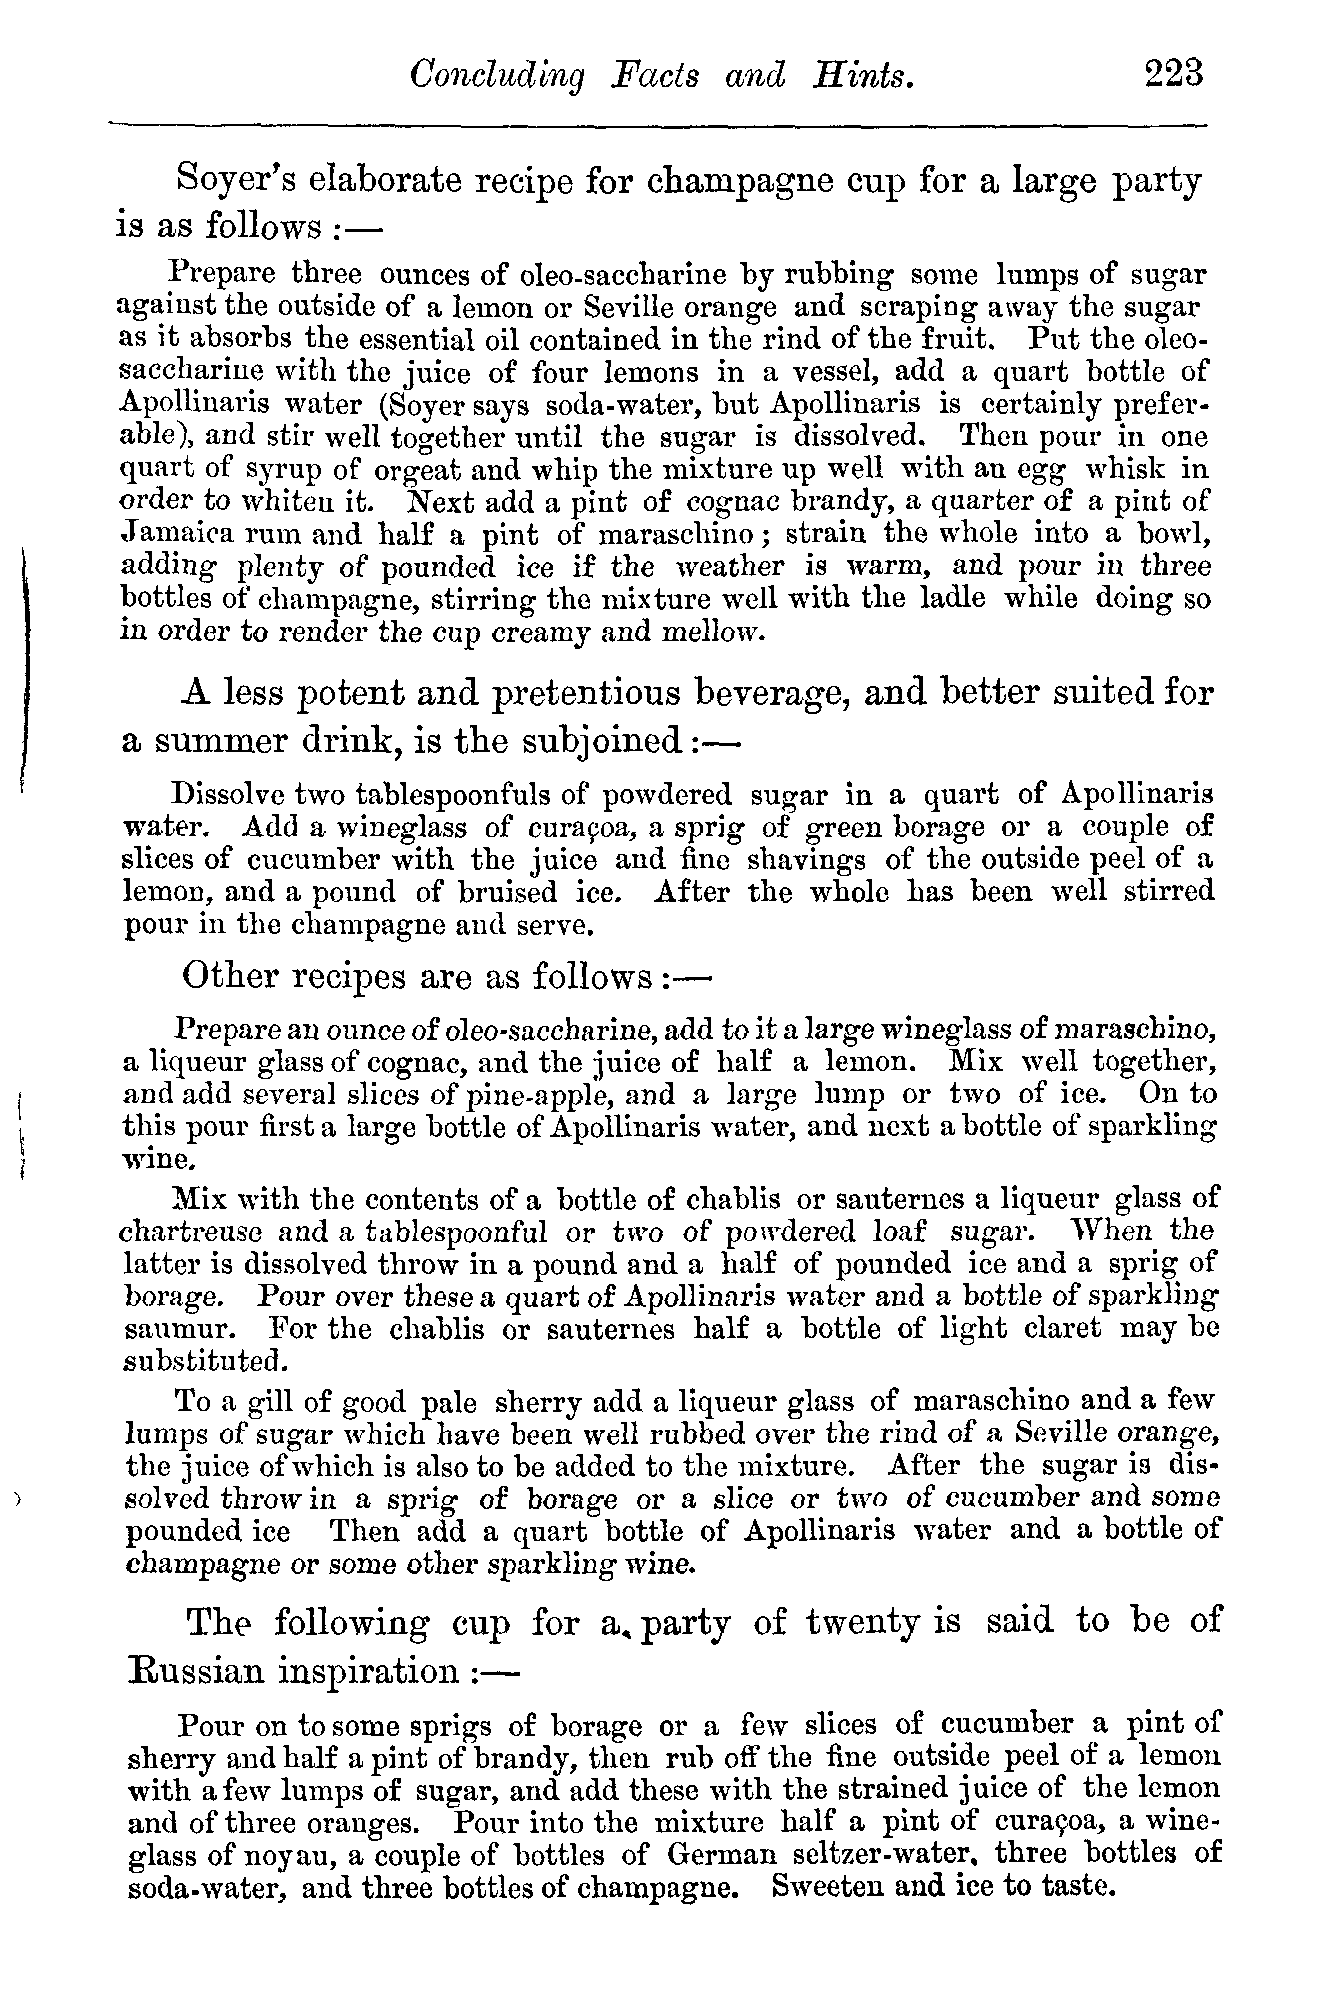 Concluding Facts and Hints. 223
Soyer's elaborate recipe for champagne cup for a large party
is as follows :—
Prepare three ounces of oleo-saccharine by rubbing some lumps of sugar
against the outside of a lemon or Seville orange and scraping away the sugar
as it absorbs the essential oil contained in the rind of the fruit. Put the oleo-
saccharine with the juice of four lemons in a vessel, add a quart bottle of
Apollinaris water (Soyer says soda-water, but Apollinaris is certainly prefer-
able), and stir well together until the sugar is dissolved. Then pour in one
quart of syrup of orgeat and whip the mixture up well with an egg whisk in
order to whiten it. Next add a pint of cognac brandy, a quarter of a pint of
Jamaica rum and half a pint of maraschino; strain the whole into a bowl,
adding plenty of pounded ice if the weather is warm, and pour in three
bottles of champagne, stirring the mixture well with the ladle while doing so
in order to render the cup creamy and mellow.
A less potent and pretentious beverage, and better suited for
a summer drink, is the subjoined :—
Dissolve two tablespoonfuls of powdered sugar in a quart of Apollinaris
water. Add a wineglass of curaçoa, a sprig of green borage or a couple of
slices of cucumber with the juice and fine shavings of the outside peel of a
lemon, and a pound of bruised ice. After the whole has been well stirred
pour in the champagne and serve.
Other recipes are as follows :—
Prepare an ounce of oleo-saccharine, add to it a large wineglass of maraschino,
a liqueur glass of cognac, and the juice of half a lemon. Mix well together,
and add several slices of pine-apple, and a large lump or two of ice. On to
this pour first a large bottle of Apollinaris water, and next a bottle of sparkling
wine.
Mix with the contents of a bottle of chablis or sauternes a liqueur glass of
chartreuse and a tablespoonful or two of powdered loaf sugar. When the
latter is dissolved throw in a pound and a half of pounded ice and a sprig of
borage. Pour over these a quart of Apollinaris water and a bottle of sparkling
saumur. For the chablis or sauternes half a bottle of light claret may be
substituted.
To a gill of good pale sherry add a liqueur glass of maraschino and a few
lumps of sugar which have been well rubbed over the rind of a Seville orange,
the juice of which is also to be added to the mixture. After the sugar is dis-
solved throw in a sprig of borage or a slice or two of cucumber and some
pounded ice Then add a quart bottle of Apollinaris water and a bottle of
champagne or some other sparkling wine.
The following cup for a party of twenty is said to be of
Russian inspiration :—
Pour on to some sprigs of borage or a few slices of cucumber a pint of
sherry and half a pint of brandy, then rub off the fine outside peel of a lemon
with a few lumps of sugar, and add these with the strained juice of the lemon
and of three oranges. Pour into the mixture half a pint of curaçoa, a wine-
glass of noyau, a couple of bottles of German seltzer-water, three bottles of
soda-water, and three bottles of champagne. Sweeten and ice to taste.